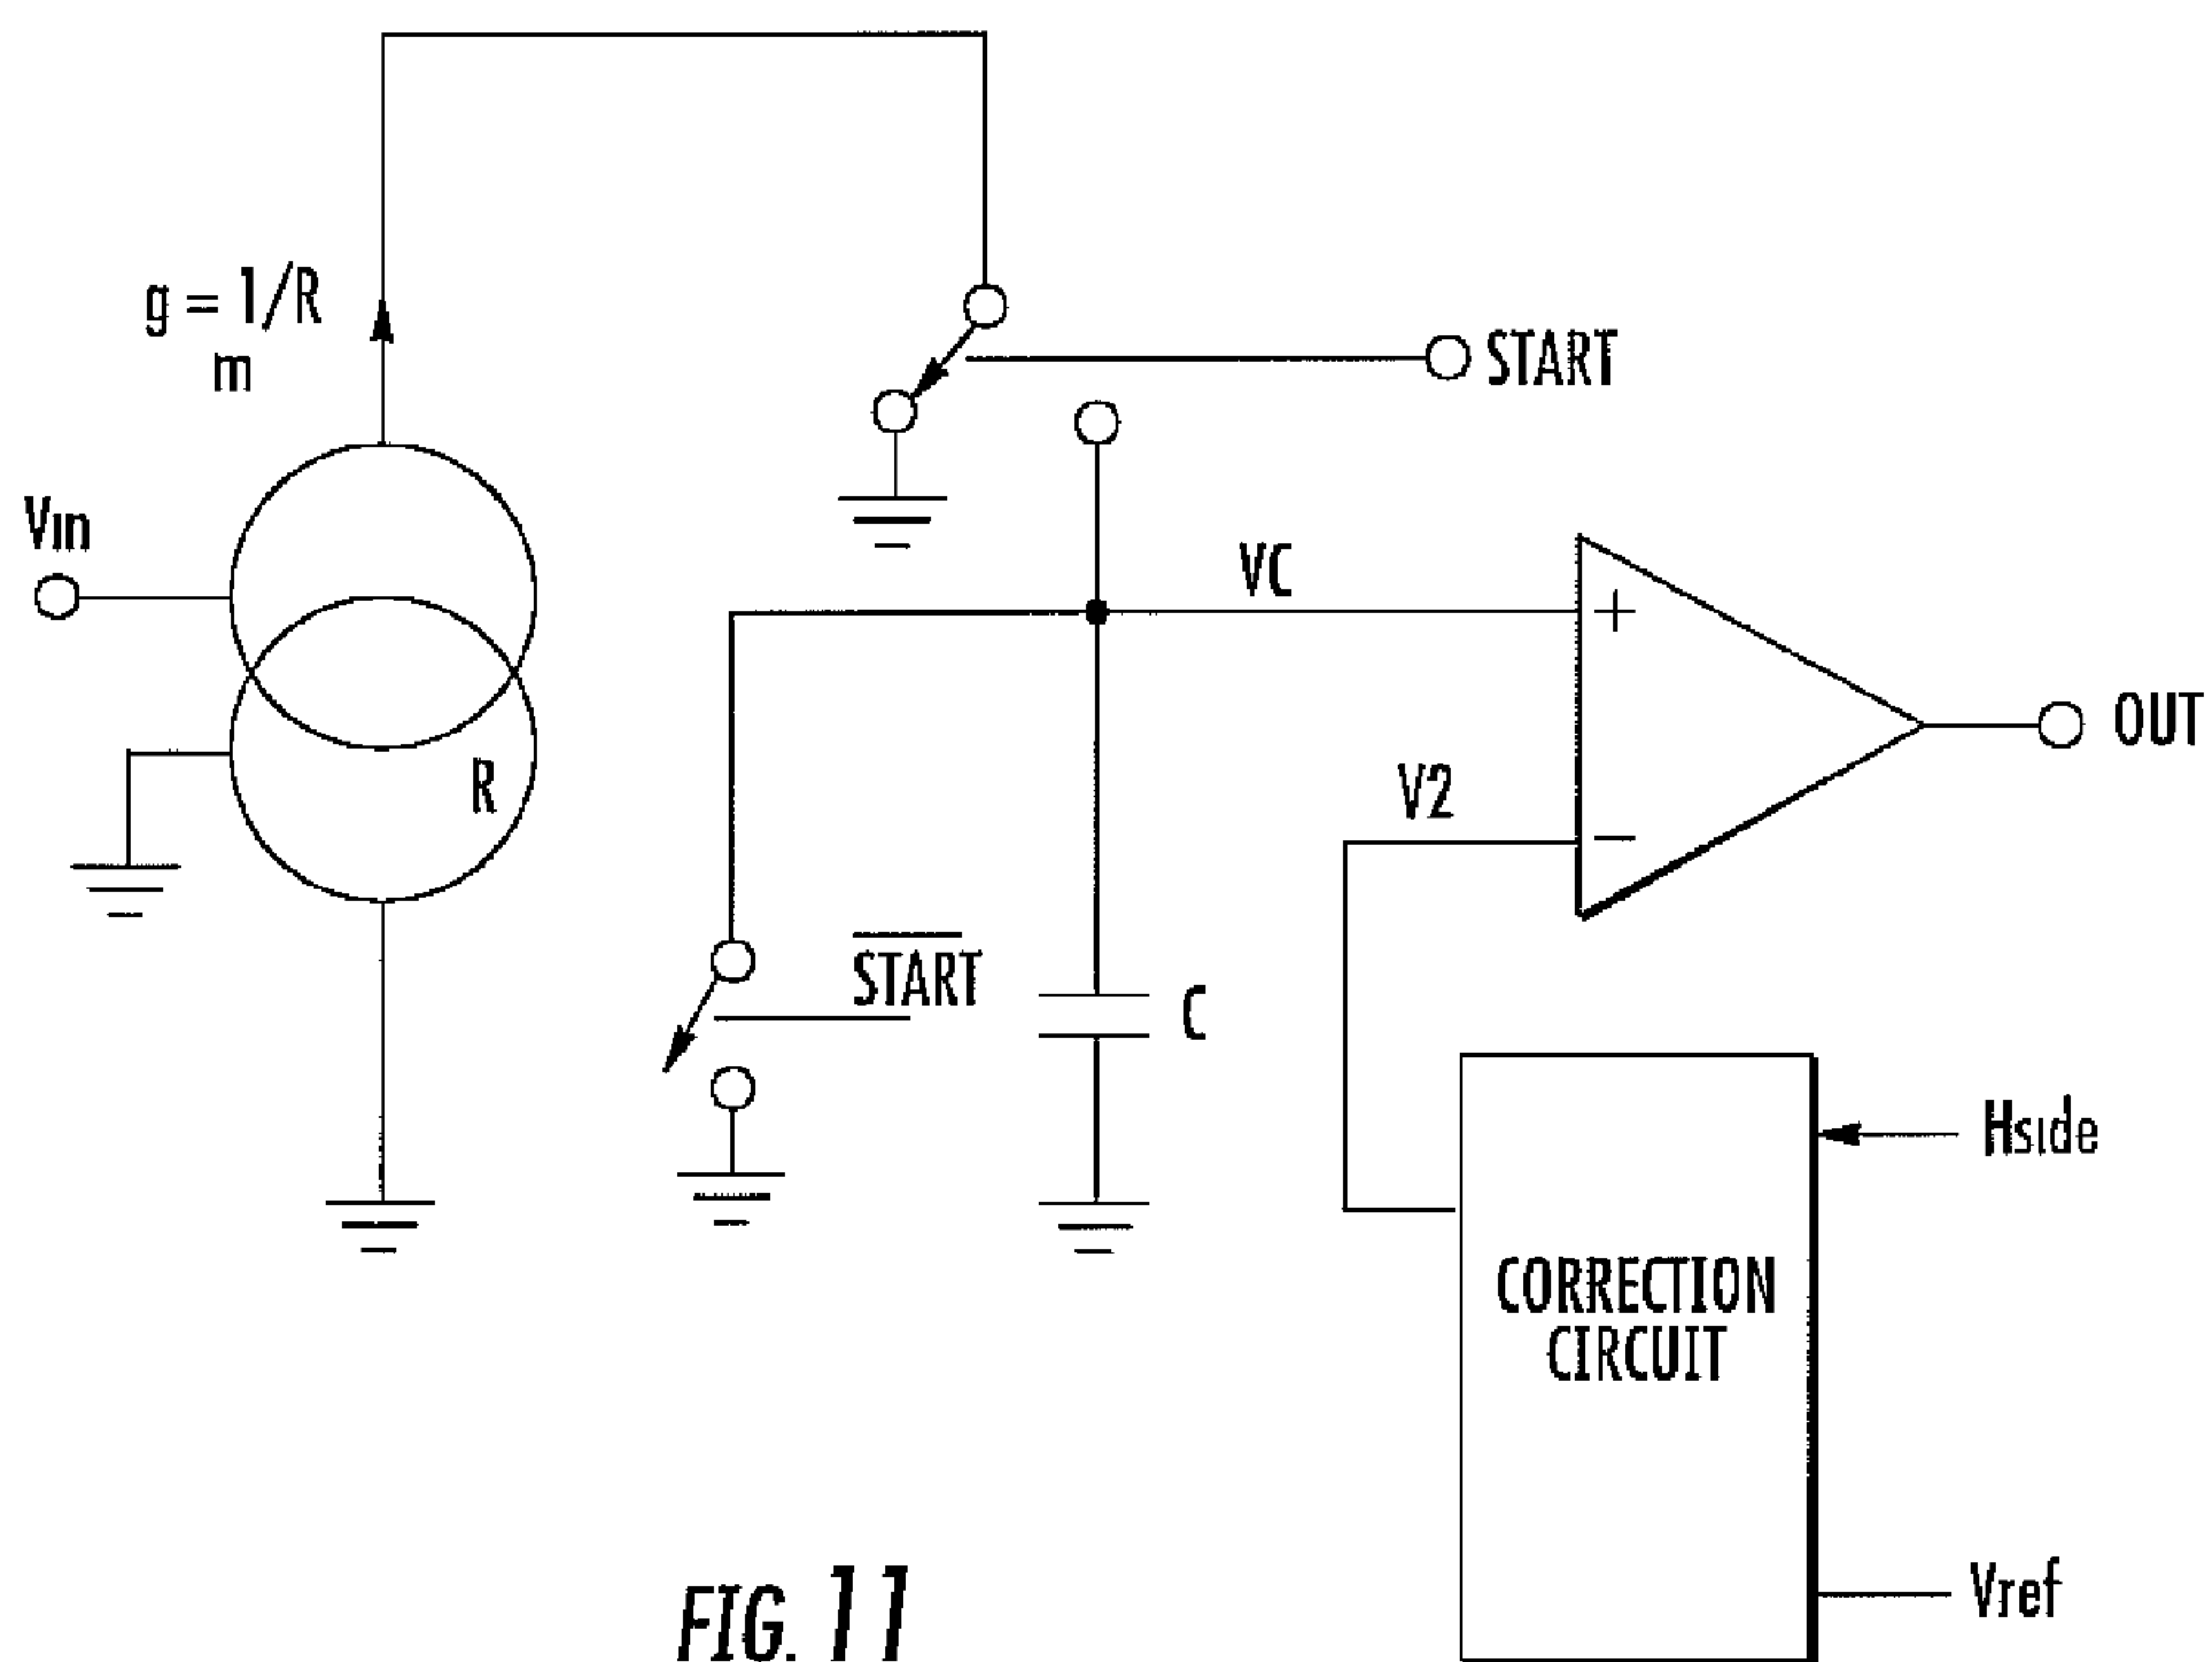 g = 1/R
m
START
Vin
VC
+
OUT
R
V2
−
START
C
Hside
CORRECTION
CIRCUIT
Vref
FIG. 11